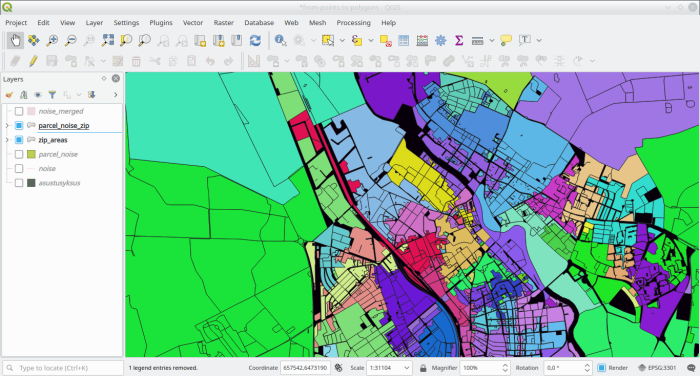 *from-points-to-polygons — QGIS
Project Edit View Layer Settings Plugins Vector Raster Database Web Mesh Processing Help
Layers
noise_merged
parcel_noise_zip
zip_areas
parcel_noise
noise
asustusyksus
Type to locate (Ctrl+K) 1 legend entries removed. Coordinate 657542,6473190 Scale 1:31104 Magnifier 100% Rotation 0,0 ° Render EPSG:3301